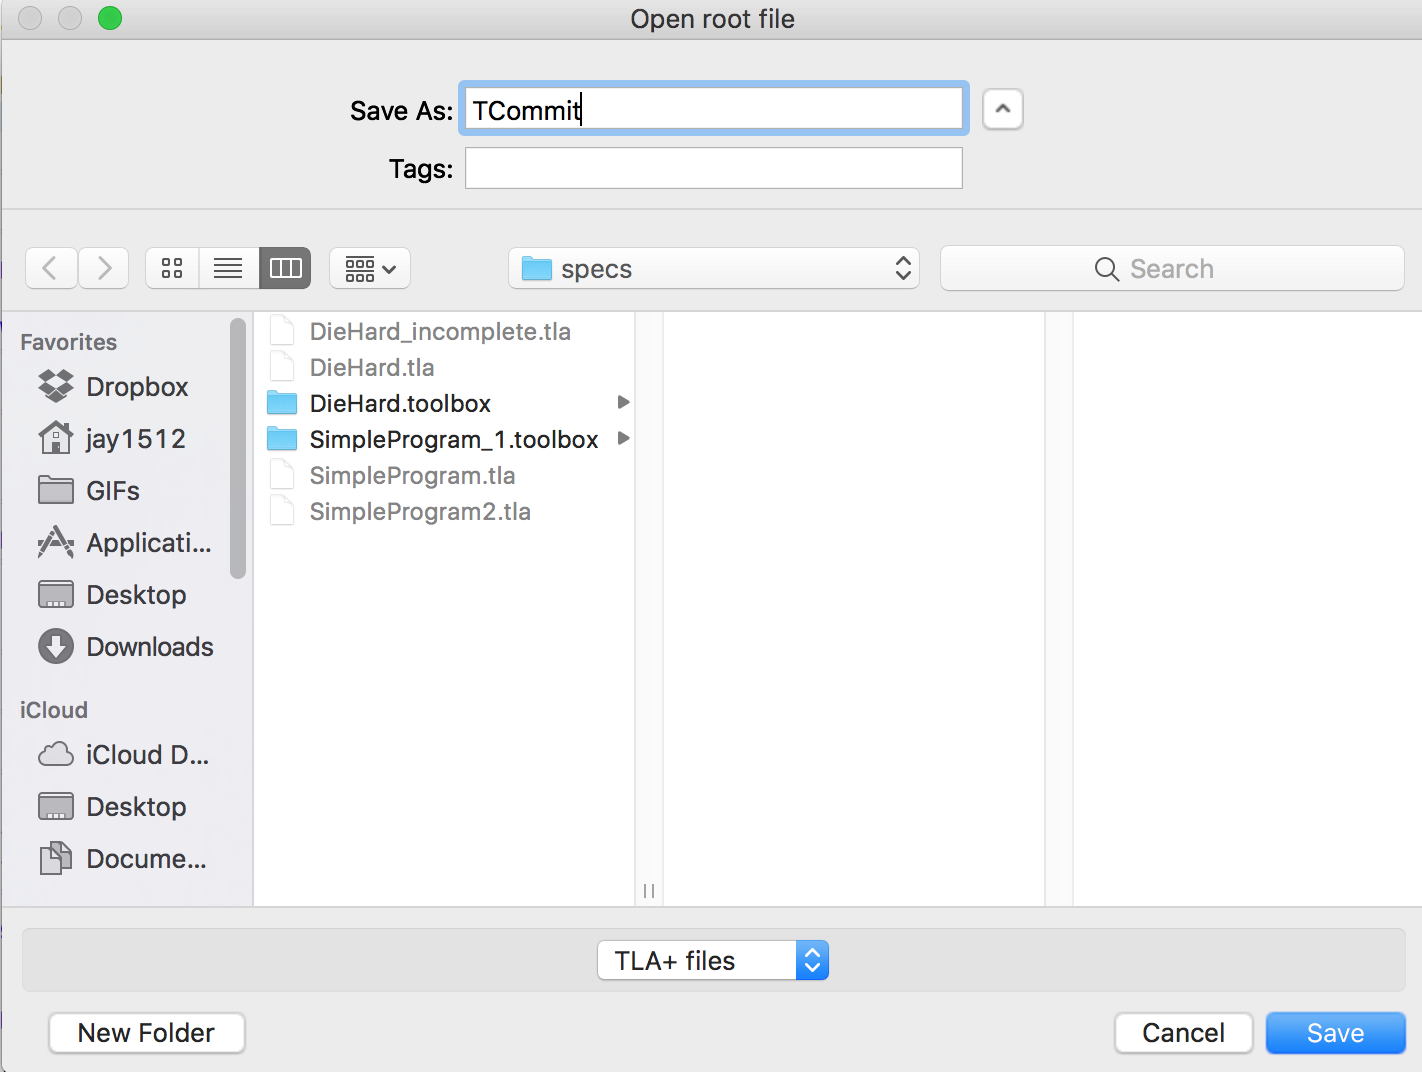 Open root file
Save As: TCommit
Tags:
specs
Search
Favorites
Dropbox
jay1512
GIFs
Applicati...
Desktop
Downloads
iCloud
iCloud D...
Desktop
Docume...
DieHard_incomplete.tla
DieHard.tla
DieHard.toolbox
SimpleProgram_1.toolbox
SimpleProgram.tla
SimpleProgram2.tla
TLA+ files
New Folder
Cancel
Save